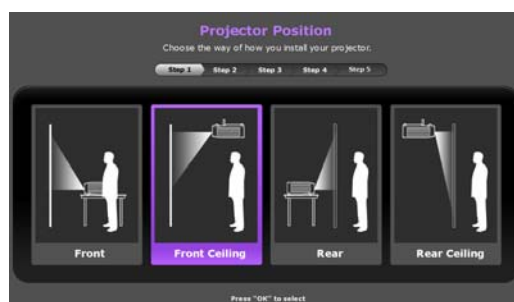 Projector Position
Choose the way of how you install your projector.
Step 1 Step 2 Step 3 Step 4 Step 5
Front Front Ceiling Rear Rear Ceiling
Press "OK" to select